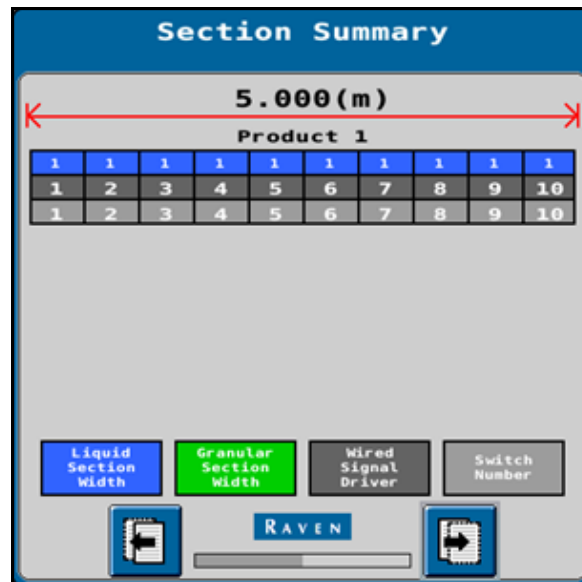 Section Summary
5.000(m)
Product 1
1 1 1 1 1 1 1 1 1 1
1 2 3 4 5 6 7 8 9 10
1 2 3 4 5 6 7 8 9 10
Liquid Section Width
Granular Section Width
Wired Signal Driver
Switch Number
RAVEN